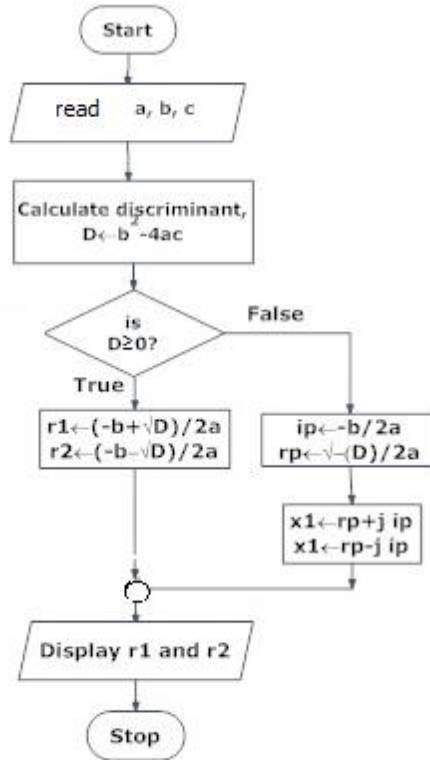 Start
read a, b, c
Calculate discriminant,
D←b²-4ac
is
D≥0?
False
True
r1←(-b+√D)/2a
r2←(-b-√D)/2a
ip←-b/2a
rp←√-(D)/2a
x1←rp+j ip
x1←rp-j ip
Display r1 and r2
Stop